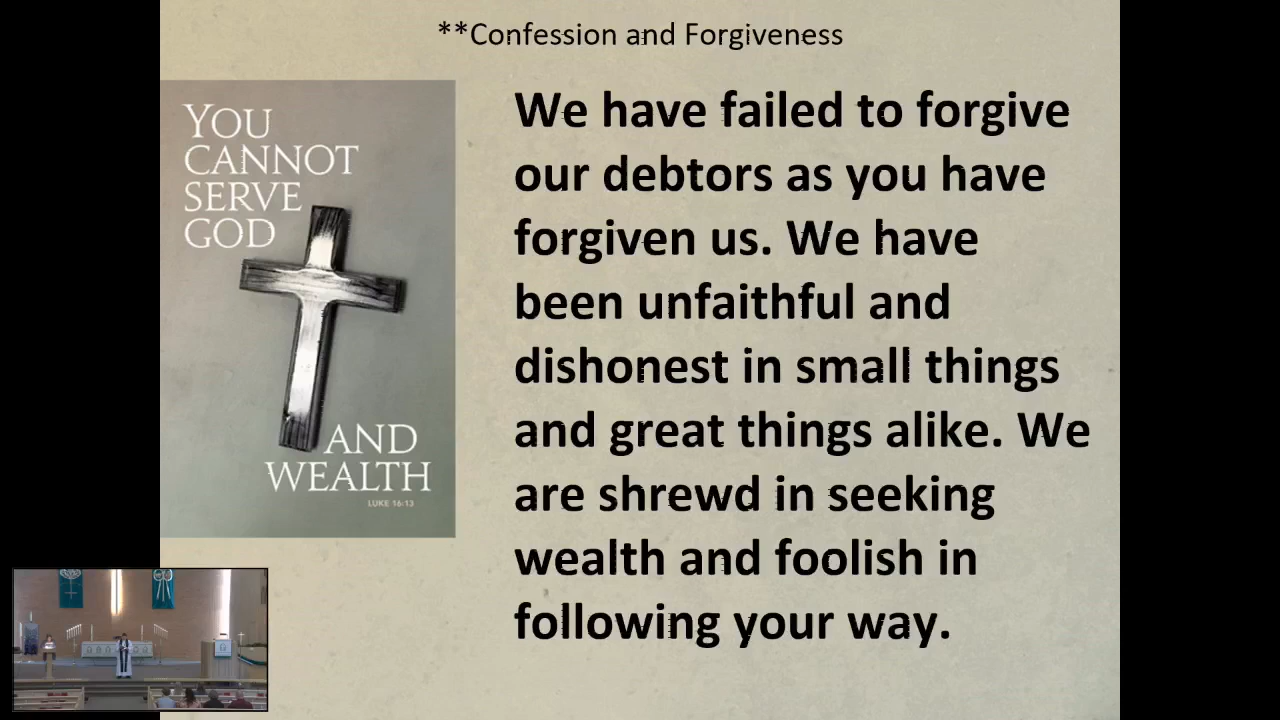 **Confession and Forgiveness
YOU
CANNOT
SERVE
GOD
AND
WEALTH
LUKE 16:13
We have failed to forgive
our debtors as you have
forgiven us. We have
been unfaithful and
dishonest in small things
and great things alike. We
are shrewd in seeking
wealth and foolish in
following your way.